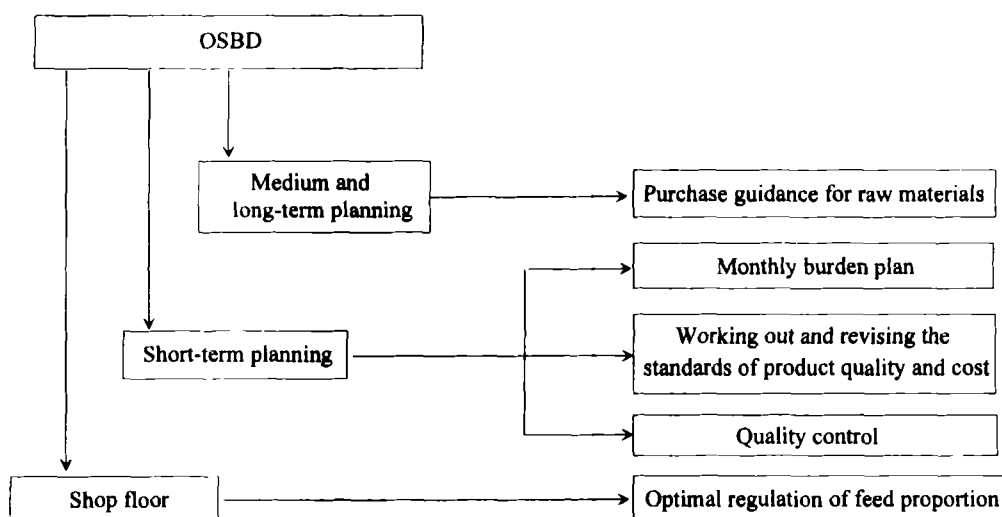 OSBD
Medium and
long-term planning
Purchase guidance for raw materials
Monthly burden plan
Short-term planning
Working out and revising the
standards of product quality and cost
Quality control
Shop floor
Optimal regulation of feed proportion